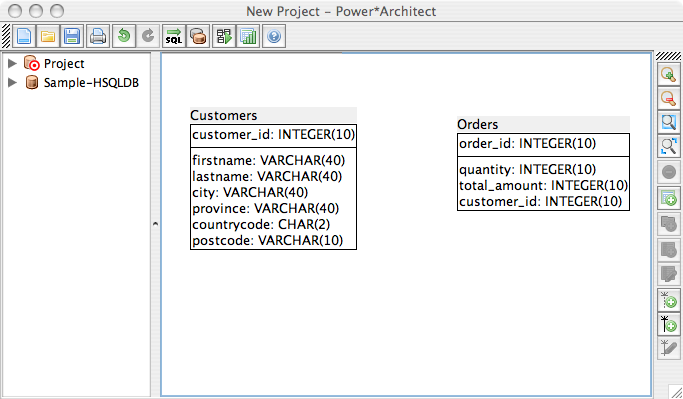 New Project – Power*Architect
SQL
Project
Sample-HSQLDB
Customers
customer_id: INTEGER(10)
firstname: VARCHAR(40)
lastname: VARCHAR(40)
city: VARCHAR(40)
province: VARCHAR(40)
countrycode: CHAR(2)
postcode: VARCHAR(10)
Orders
order_id: INTEGER(10)
quantity: INTEGER(10)
total_amount: INTEGER(10)
customer_id: INTEGER(10)